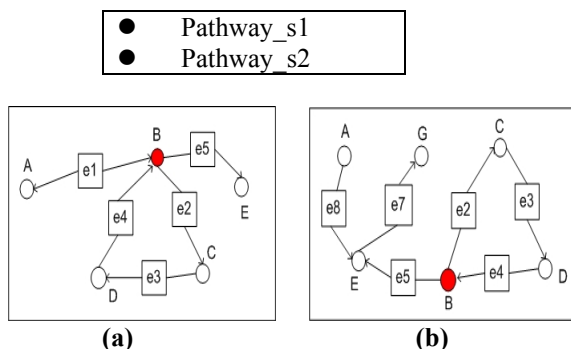 ● Pathway_s1
● Pathway_s2
A e1 B e5 E
e4 e2
D e3 C
(a)
A G C
e8 e7 e2 e3
E e5 B e4 D
(b)